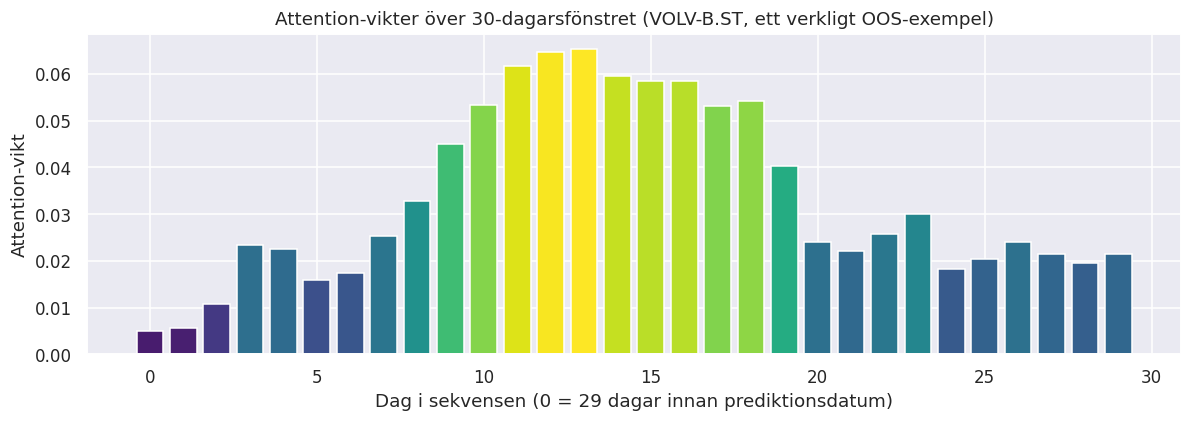 Attention-vikter över 30-dagarsfönstret (VOLV-B.ST, ett verkligt OOS-exempel)
Attention-vikt
0.06
0.05
0.04
0.03
0.02
0.01
0.00
0 5 10 15 20 25 30
Dag i sekvensen (0 = 29 dagar innan prediktionsdatum)